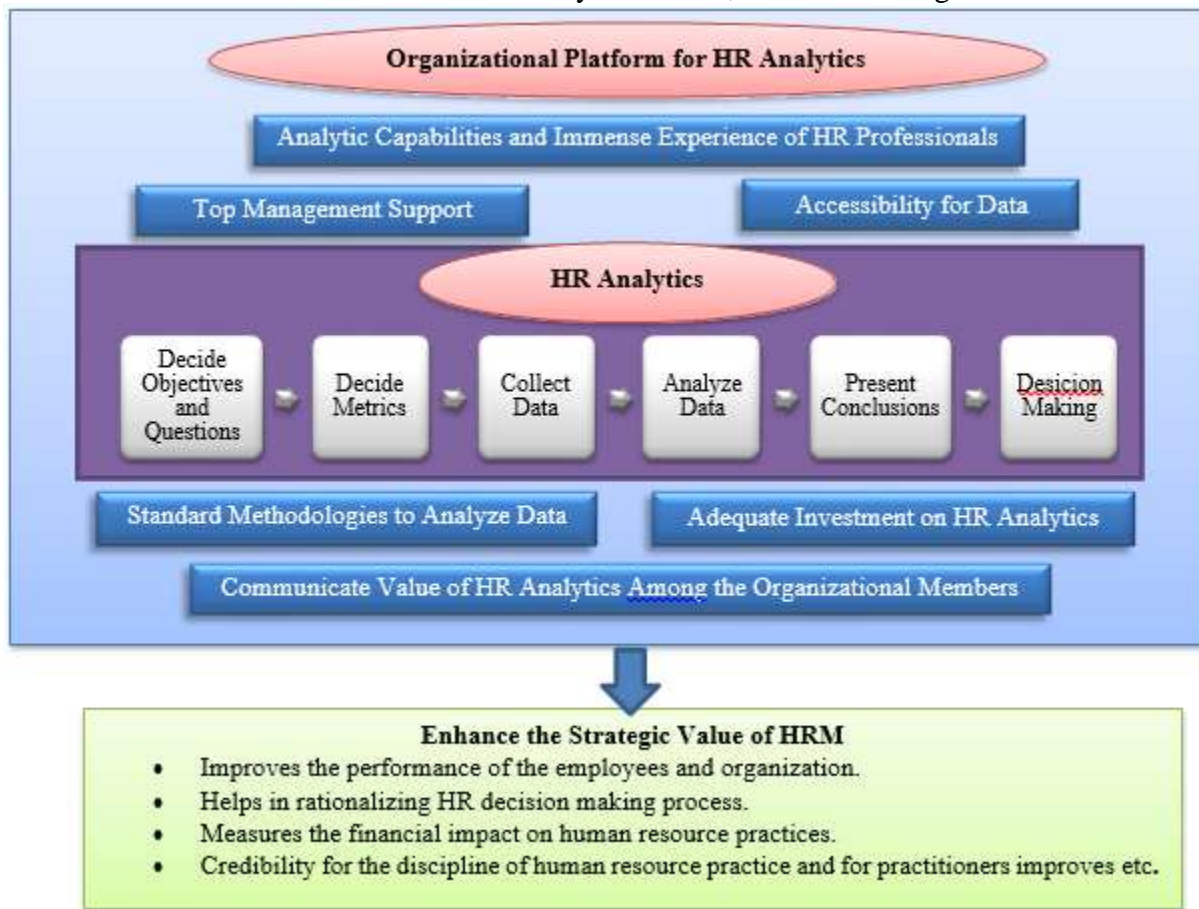 Organizational Platform for HR Analytics
Analytic Capabilities and Immense Experience of HR Professionals
Top Management Support
Accessibility for Data
HR Analytics
Decide
Objectives
and
Questions
Decide
Metrics
Collect
Data
Analyze
Data
Present
Conclusions
Desicion
Making
Standard Methodologies to Analyze Data
Adequate Investment on HR Analytics
Communicate Value of HR Analytics Among the Organizational Members
Enhance the Strategic Value of HRM
• Improves the performance of the employees and organization.
• Helps in rationalizing HR decision making process.
• Measures the financial impact on human resource practices.
• Credibility for the discipline of human resource practice and for practitioners improves etc.